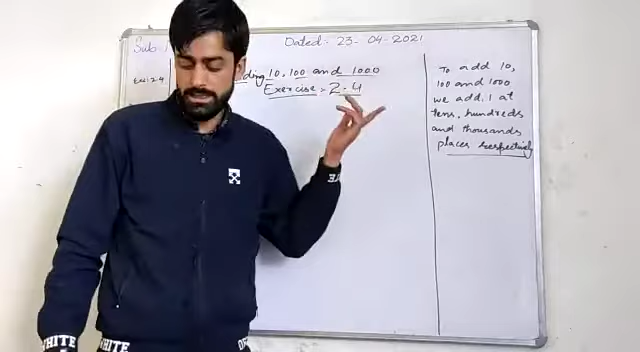 Sub:
Dated:- 23-04-2021
Ex:2.4
ding 10, 100 and 1000
Exercise - 2.4
To add 10,
100 and 1000
we add 1 at
tens, hundreds
and thousands
places respectively
WHITE
WHITE